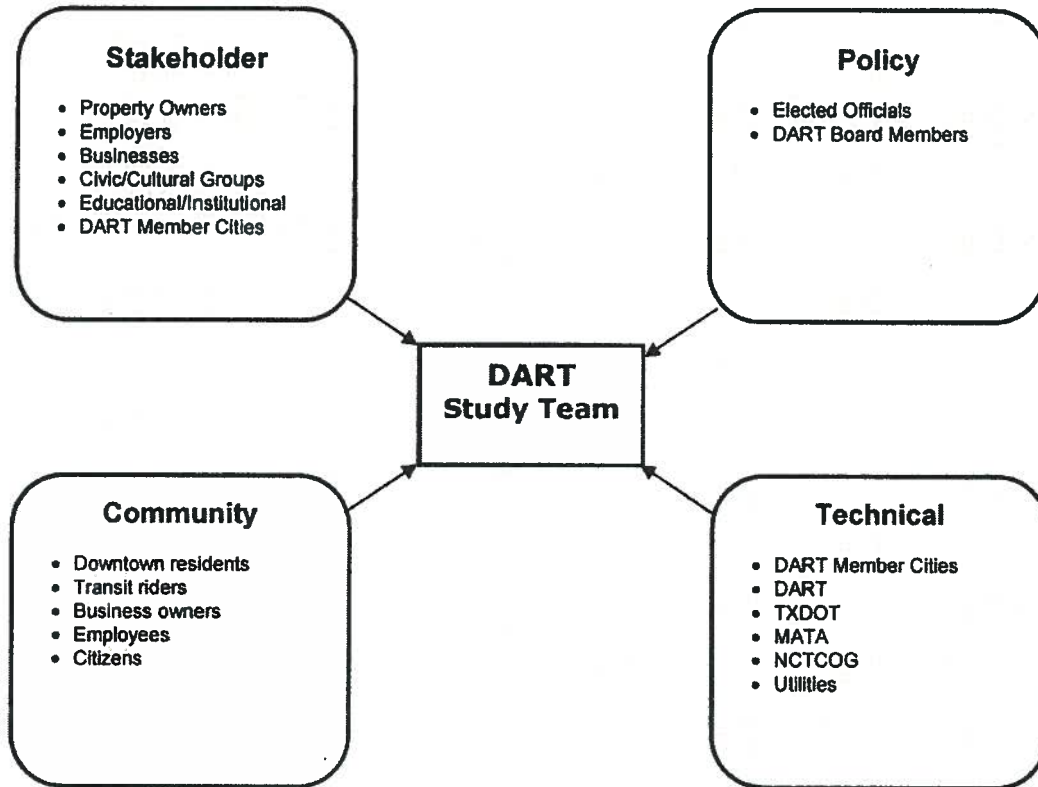 Stakeholder
• Property Owners
• Employers
• Businesses
• Civic/Cultural Groups
• Educational/Institutional
• DART Member Cities
Policy
• Elected Officials
• DART Board Members
DART
Study Team
Community
• Downtown residents
• Transit riders
• Business owners
• Employees
• Citizens
Technical
• DART Member Cities
• DART
• TXDOT
• MATA
• NCTCOG
• Utilities